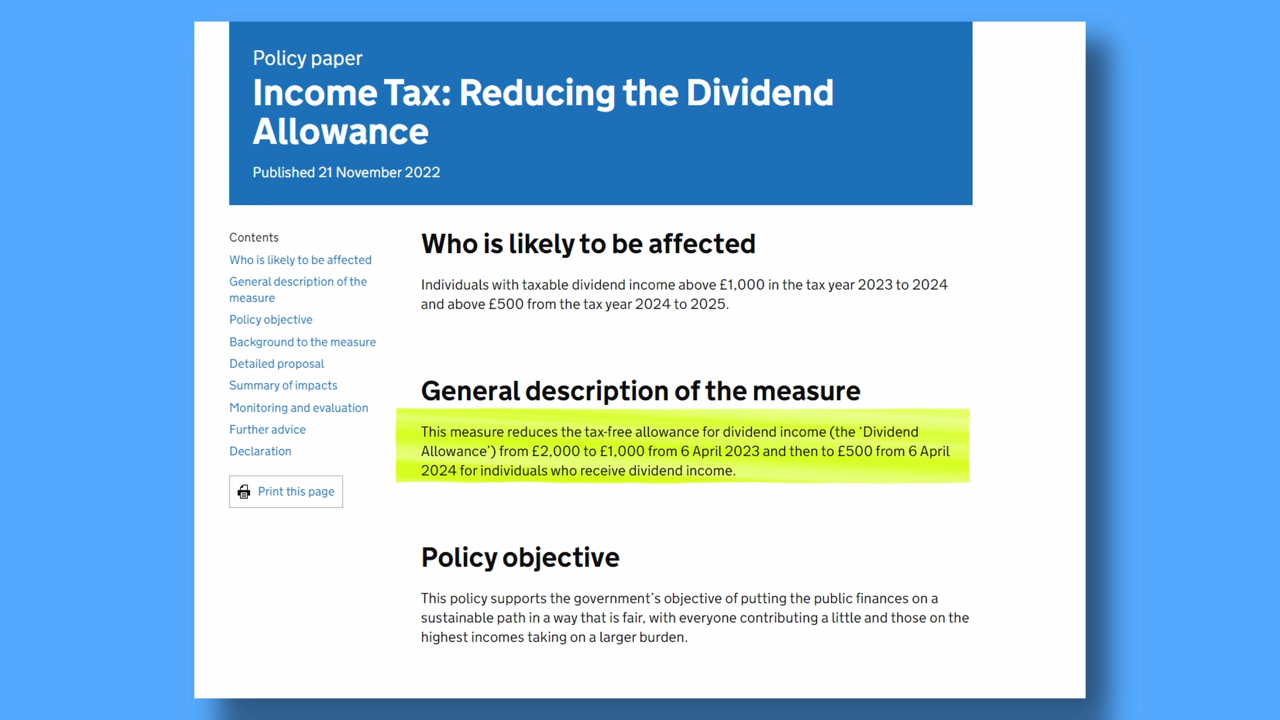 Policy paper
Income Tax: Reducing the Dividend
Allowance
Published 21 November 2022
Contents
Who is likely to be affected
General description of the
measure
Policy objective
Background to the measure
Detailed proposal
Summary of impacts
Monitoring and evaluation
Further advice
Declaration
Print this page
Who is likely to be affected
Individuals with taxable dividend income above £1,000 in the tax year 2023 to 2024
and above £500 from the tax year 2024 to 2025.
General description of the measure
This measure reduces the tax-free allowance for dividend income (the ‘Dividend
Allowance’) from £2,000 to £1,000 from 6 April 2023 and then to £500 from 6 April
2024 for individuals who receive dividend income.
Policy objective
This policy supports the government’s objective of putting the public finances on a
sustainable path in a way that is fair, with everyone contributing a little and those on the
highest incomes taking on a larger burden.